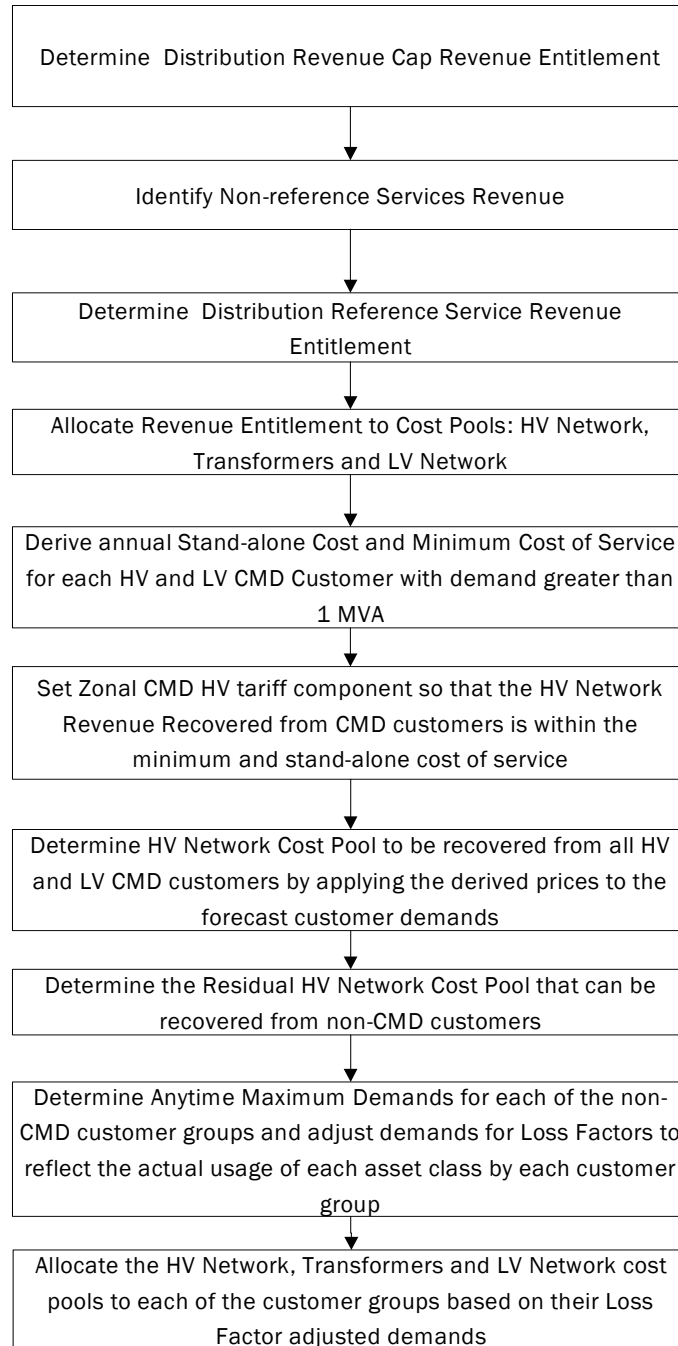 Determine Distribution Revenue Cap Revenue Entitlement
Identify Non-reference Services Revenue
Determine Distribution Reference Service Revenue
Entitlement
Allocate Revenue Entitlement to Cost Pools: HV Network,
Transformers and LV Network
Derive annual Stand-alone Cost and Minimum Cost of Service
for each HV and LV CMD Customer with demand greater than
1 MVA
Set Zonal CMD HV tariff component so that the HV Network
Revenue Recovered from CMD customers is within the
minimum and stand-alone cost of service
Determine HV Network Cost Pool to be recovered from all HV
and LV CMD customers by applying the derived prices to the
forecast customer demands
Determine the Residual HV Network Cost Pool that can be
recovered from non-CMD customers
Determine Anytime Maximum Demands for each of the non-
CMD customer groups and adjust demands for Loss Factors to
reflect the actual usage of each asset class by each customer
group
Allocate the HV Network, Transformers and LV Network cost
pools to each of the customer groups based on their Loss
Factor adjusted demands